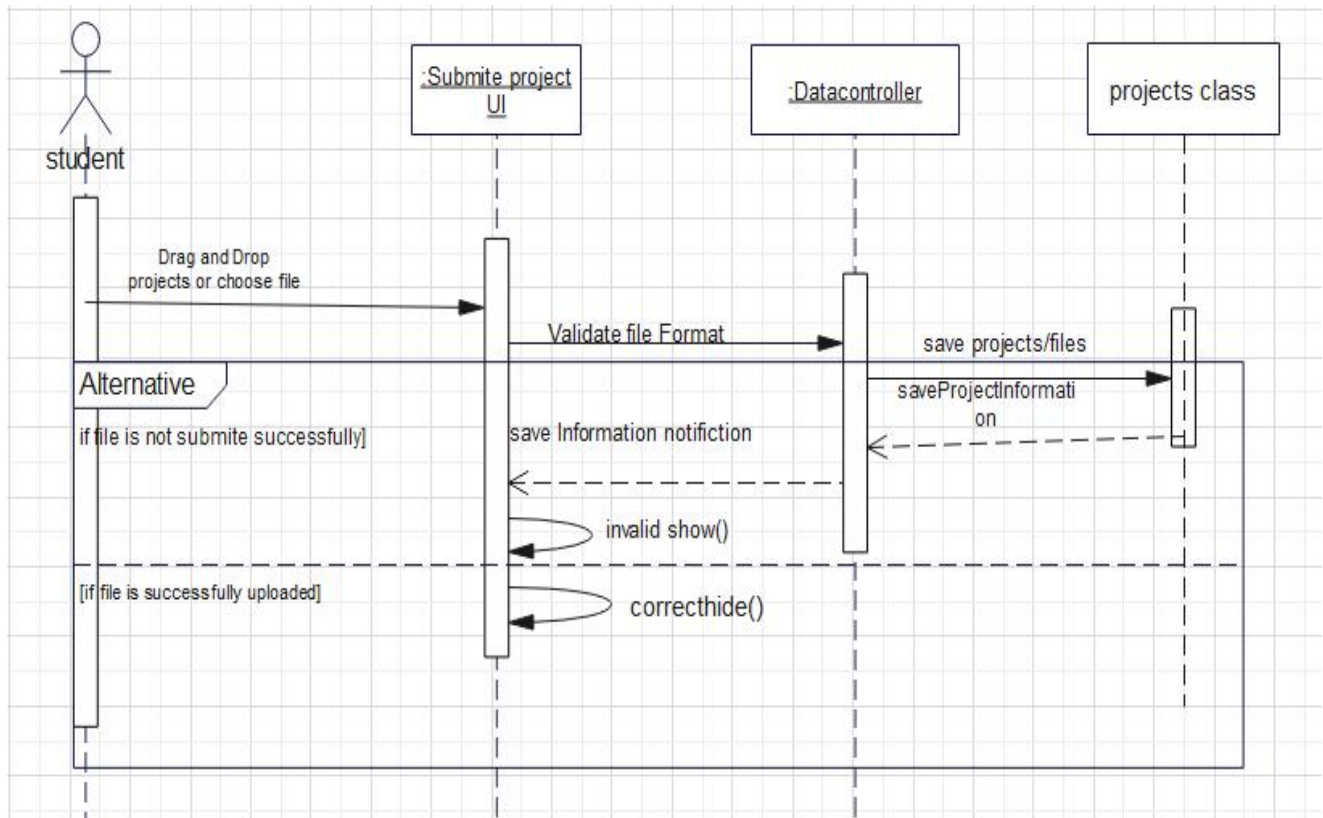 :Submite project
UI
:Datacontroller
projects class
student
Drag and Drop
projects or choose file
Validate file Format
save projects/files
Alternative
saveProjectInformati
on
if file is not submite successfully]
save Information notifiction
invalid show()
[if file is successfully uploaded]
correcthide()